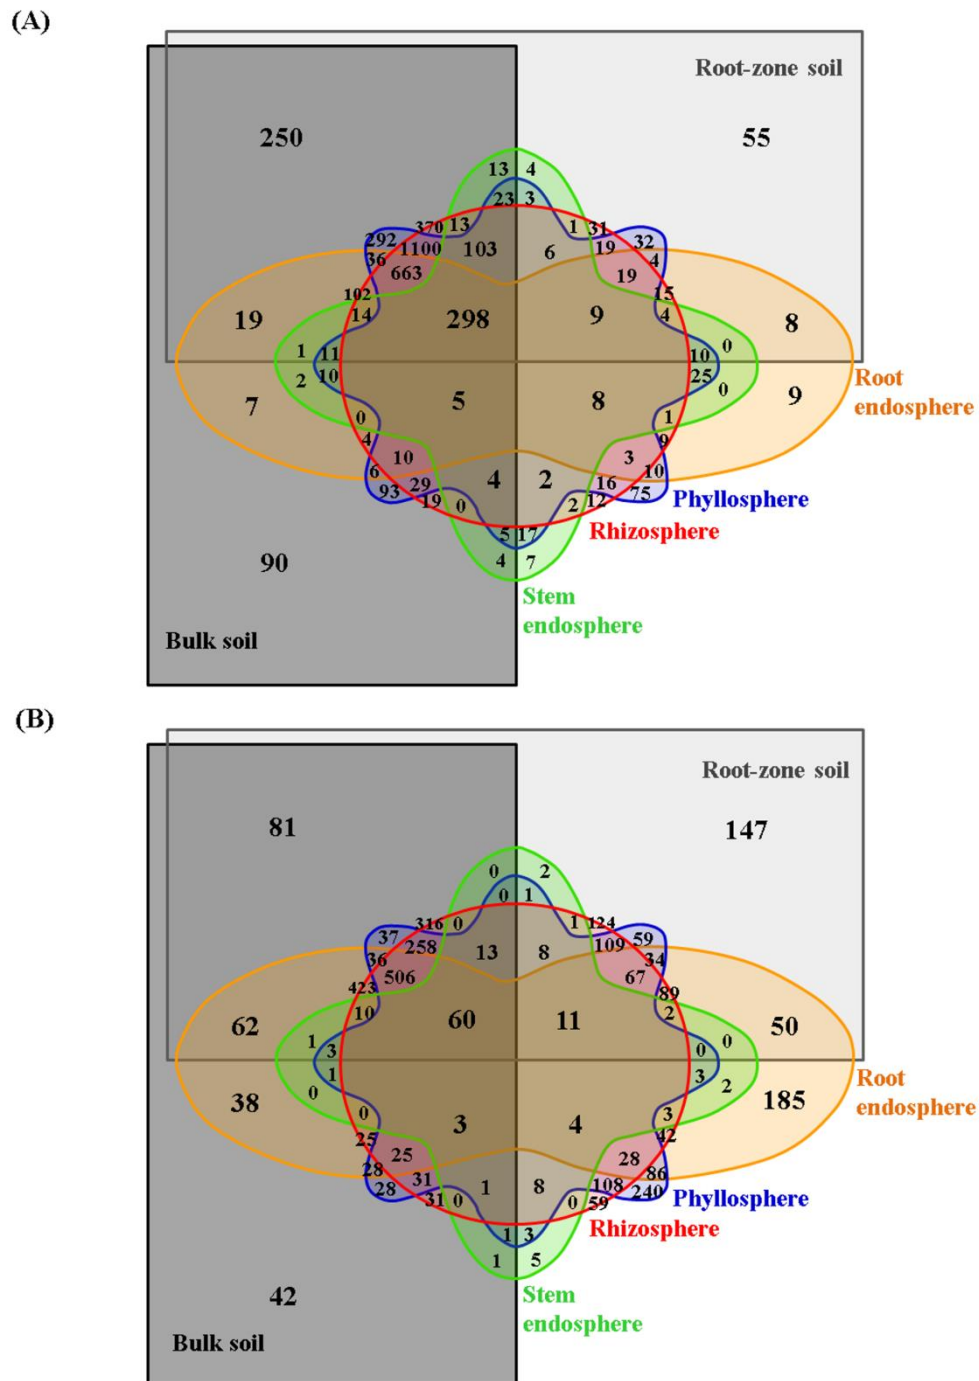 (A)
Root-zone soil
250
55
13 4
23 3
370 13 1 31
292 1100 103 6 19 32
36 663 19 4
102 15
19 14 298 9 4 8
1 11 10 0
2 10 25 0
7 5 8 9
0 1
Root
endosphere
4 9
10 3
6 10
93 29 4 2 16 75
19 0 2 12
Phyllosphere
Rhizosphere
5 17
4 7
90
Stem
endosphere
Bulk soil
(B)
Root-zone soil
81
147
0 2
0 1
316 0 1 124
37 258 13 8 109 59
36 506 67 34
423 89
62 10 60 11 2 50
1 3 0 0
1 3
0 2
38 185
0 3 4 3
Root
endosphere
25 42
25 28
28 86
28 31 1 8 108 240
31 0 0 59
Phyllosphere
Rhizosphere
1 3
1 5
42
Stem
endosphere
Bulk soil